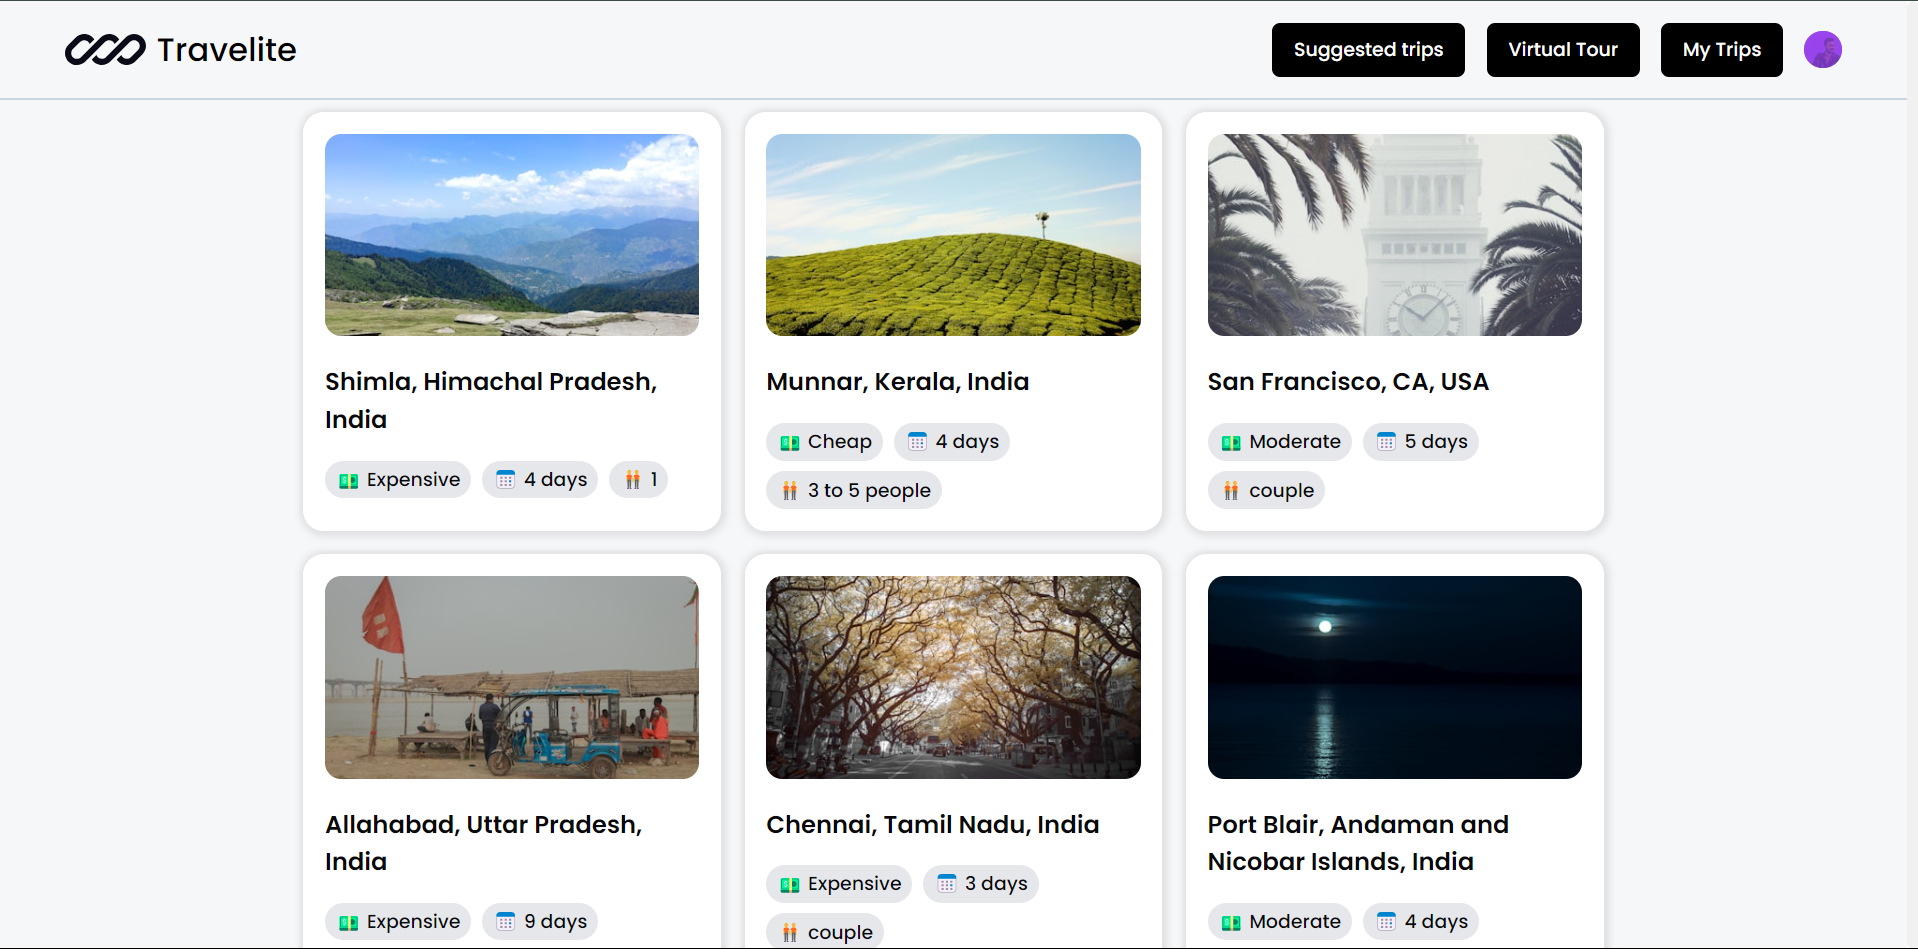 Travelite
Suggested trips
Virtual Tour
My Trips
Shimla, Himachal Pradesh,
India
Expensive
4 days
1
Munnar, Kerala, India
Cheap
4 days
3 to 5 people
San Francisco, CA, USA
Moderate
5 days
couple
Allahabad, Uttar Pradesh,
India
Expensive
9 days
Chennai, Tamil Nadu, India
Expensive
3 days
couple
Port Blair, Andaman and
Nicobar Islands, India
Moderate
4 days